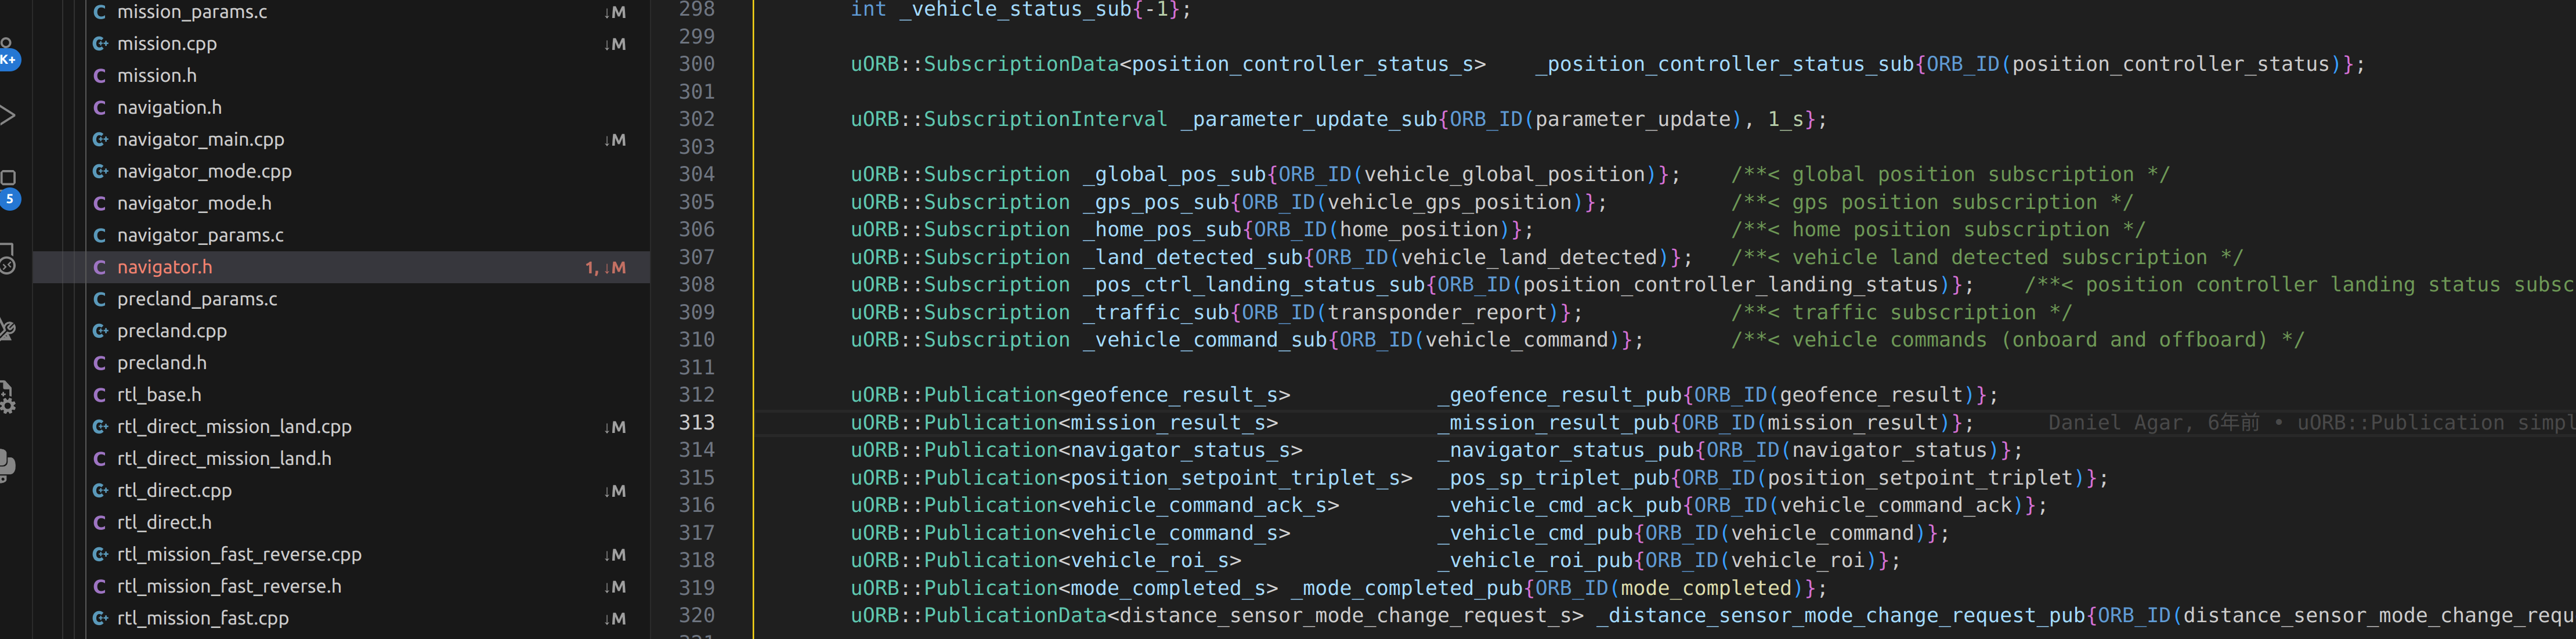 K+
5
mission_params.c ↓M
mission.cpp ↓M
mission.h
navigation.h
navigator_main.cpp ↓M
navigator_mode.cpp
navigator_mode.h
navigator_params.c
navigator.h 1, ↓M
precland_params.c
precland.cpp
precland.h
rtl_base.h
rtl_direct_mission_land.cpp ↓M
rtl_direct_mission_land.h
rtl_direct.cpp ↓M
rtl_direct.h
rtl_mission_fast_reverse.cpp ↓M
rtl_mission_fast_reverse.h ↓M
rtl_mission_fast.cpp ↓M
298 int _vehicle_status_sub{-1};
299
300 uORB::SubscriptionData<position_controller_status_s> _position_controller_status_sub{ORB_ID(position_controller_status)};
301
302 uORB::SubscriptionInterval _parameter_update_sub{ORB_ID(parameter_update), 1_s};
303
304 uORB::Subscription _global_pos_sub{ORB_ID(vehicle_global_position)}; /**< global position subscription */
305 uORB::Subscription _gps_pos_sub{ORB_ID(vehicle_gps_position)}; /**< gps position subscription */
306 uORB::Subscription _home_pos_sub{ORB_ID(home_position)}; /**< home position subscription */
307 uORB::Subscription _land_detected_sub{ORB_ID(vehicle_land_detected)}; /**< vehicle land detected subscription */
308 uORB::Subscription _pos_ctrl_landing_status_sub{ORB_ID(position_controller_landing_status)}; /**< position controller landing status subsc
309 uORB::Subscription _traffic_sub{ORB_ID(transponder_report)}; /**< traffic subscription */
310 uORB::Subscription _vehicle_command_sub{ORB_ID(vehicle_command)}; /**< vehicle commands (onboard and offboard) */
311
312 uORB::Publication<geofence_result_s> _geofence_result_pub{ORB_ID(geofence_result)};
313 uORB::Publication<mission_result_s> _mission_result_pub{ORB_ID(mission_result)}; Daniel Agar, 6年前 • uORB::Publication simpl
314 uORB::Publication<navigator_status_s> _navigator_status_pub{ORB_ID(navigator_status)};
315 uORB::Publication<position_setpoint_triplet_s> _pos_sp_triplet_pub{ORB_ID(position_setpoint_triplet)};
316 uORB::Publication<vehicle_command_ack_s> _vehicle_cmd_ack_pub{ORB_ID(vehicle_command_ack)};
317 uORB::Publication<vehicle_command_s> _vehicle_cmd_pub{ORB_ID(vehicle_command)};
318 uORB::Publication<vehicle_roi_s> _vehicle_roi_pub{ORB_ID(vehicle_roi)};
319 uORB::Publication<mode_completed_s> _mode_completed_pub{ORB_ID(mode_completed)};
320 uORB::PublicationData<distance_sensor_mode_change_request_s> _distance_sensor_mode_change_request_pub{ORB_ID(distance_sensor_mode_change_requ